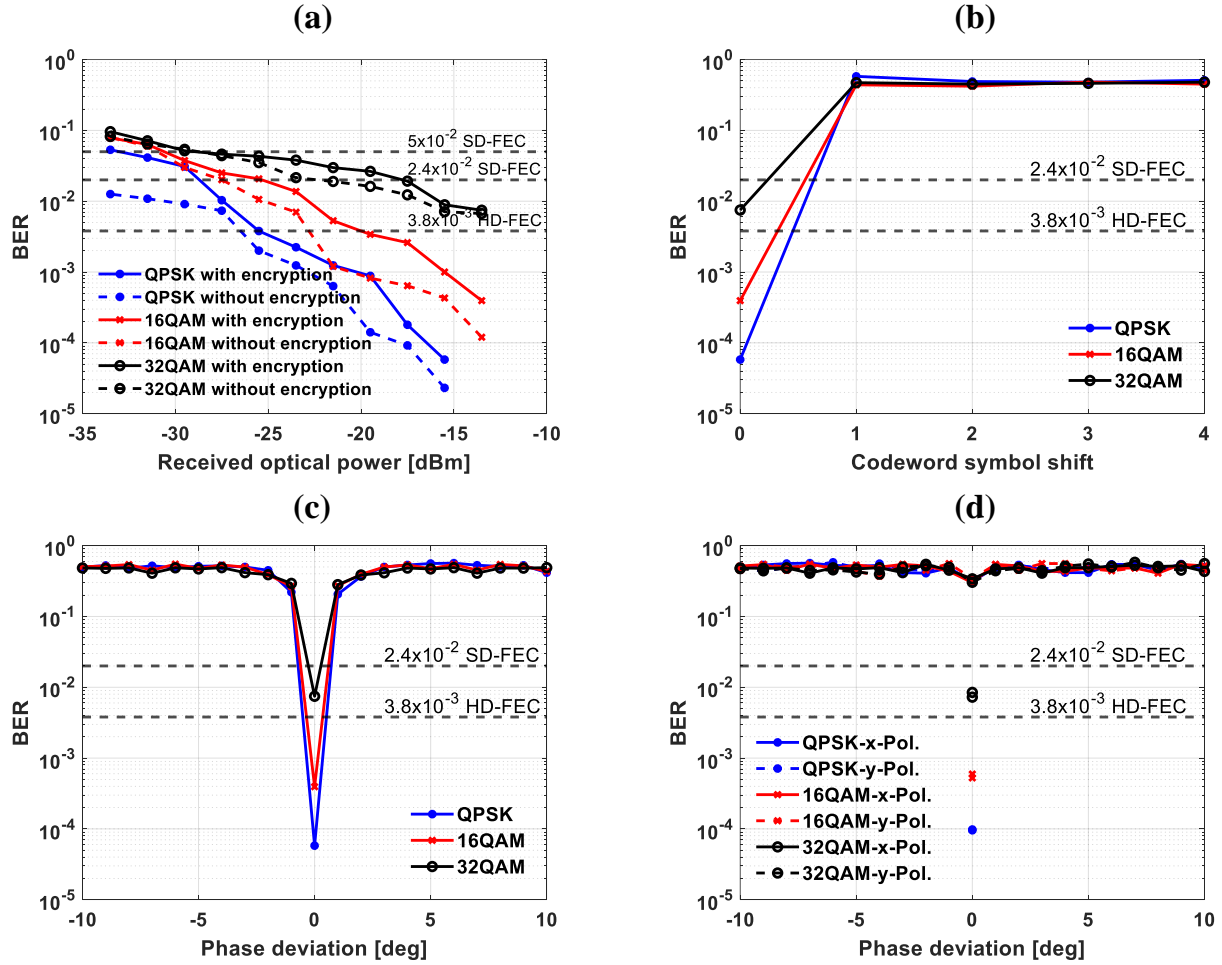 (a)
10⁰
10⁻¹
10⁻²
10⁻³
10⁻⁴
10⁻⁵
BER
5x10⁻² SD-FEC
2.4x10⁻² SD-FEC
3.8x10⁻³ HD-FEC
QPSK with encryption
QPSK without encryption
16QAM with encryption
16QAM without encryption
32QAM with encryption
32QAM without encryption
-35 -30 -25 -20 -15 -10
Received optical power [dBm]
(b)
10⁰
10⁻¹
10⁻²
10⁻³
10⁻⁴
10⁻⁵
BER
2.4x10⁻² SD-FEC
3.8x10⁻³ HD-FEC
QPSK
16QAM
32QAM
0 1 2 3 4
Codeword symbol shift
(c)
10⁰
10⁻¹
10⁻²
10⁻³
10⁻⁴
10⁻⁵
BER
2.4x10⁻² SD-FEC
3.8x10⁻³ HD-FEC
QPSK
16QAM
32QAM
-10 -5 0 5 10
Phase deviation [deg]
(d)
10⁰
10⁻¹
10⁻²
10⁻³
10⁻⁴
10⁻⁵
BER
2.4x10⁻² SD-FEC
3.8x10⁻³ HD-FEC
QPSK-x-Pol.
QPSK-y-Pol.
16QAM-x-Pol.
16QAM-y-Pol.
32QAM-x-Pol.
32QAM-y-Pol.
-10 -5 0 5 10
Phase deviation [deg]